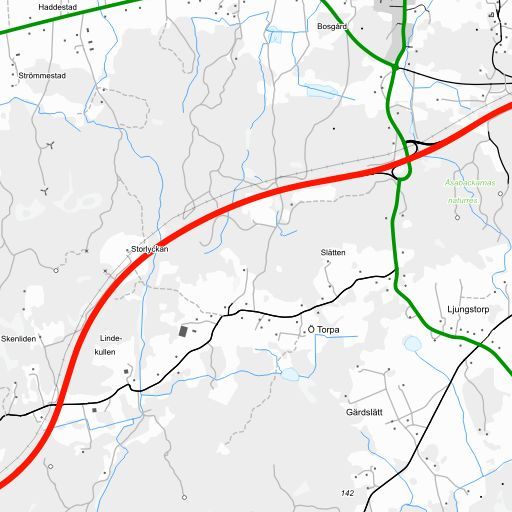 Haddestad
Bosgård
Strömmestad
Åsabackarnas
naturres.
Storlyckan
Slätten
Ljungstorp
Ö Torpa
Skenliden
Linde-
kullen
Gärdslätt
142